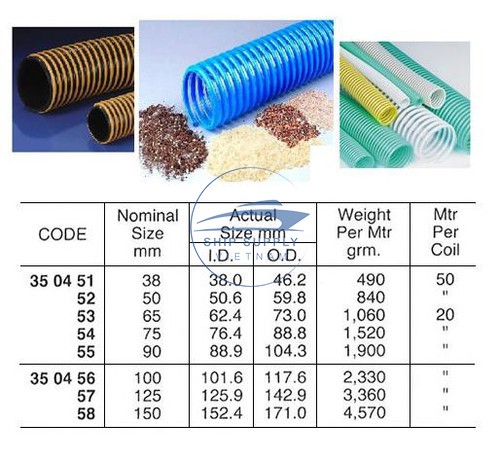 CODE Nominal Size mm Actual Size mm Weight Per Mtr grm. Mtr Per Coil
I.D. O.D.
SHIP SUPPLY
VIETNAM
35 04 51 38 38.0 46.2 490 50
52 50 50.6 59.8 840 "
53 65 62.4 73.0 1,060 20
54 75 76.4 88.8 1,520 "
55 90 88.9 104.3 1,900 "
35 04 56 100 101.6 117.6 2,330 "
57 125 125.9 142.9 3,360 "
58 150 152.4 171.0 4,570 "